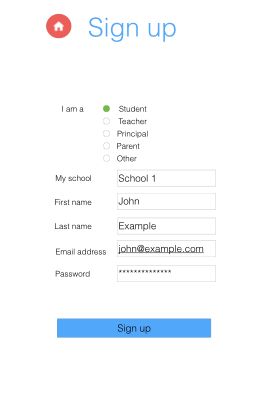 Sign up
I am a Student
Teacher
Principal
Parent
Other
My school School 1
First name John
Last name Example
Email address john@example.com
Password **************
Sign up